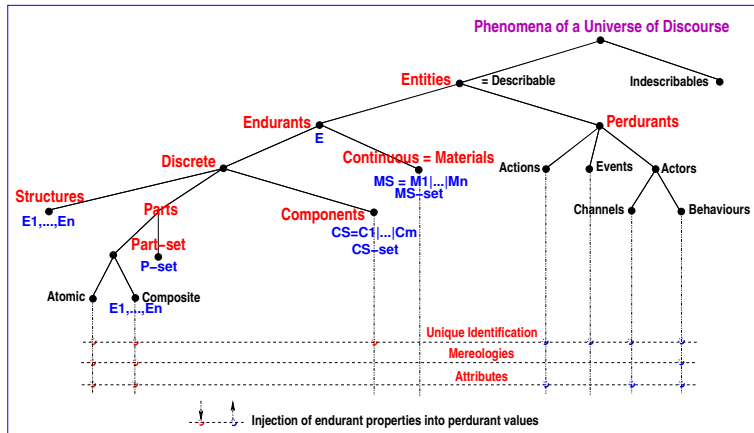 Phenomena of a Universe of Discourse
Entities
= Describable
Indescribables
Endurants
E
Perdurants
Discrete
Continuous = Materials
MS = M1|...|Mn
MS-set
Actions
Events
Actors
Structures
E1,...,En
Parts
Components
CS=C1|...|Cm
CS-set
Channels
Behaviours
Part-set
P-set
Atomic
Composite
E1,...,En
Unique Identification
Mereologies
Attributes
Injection of endurant properties into perdurant values